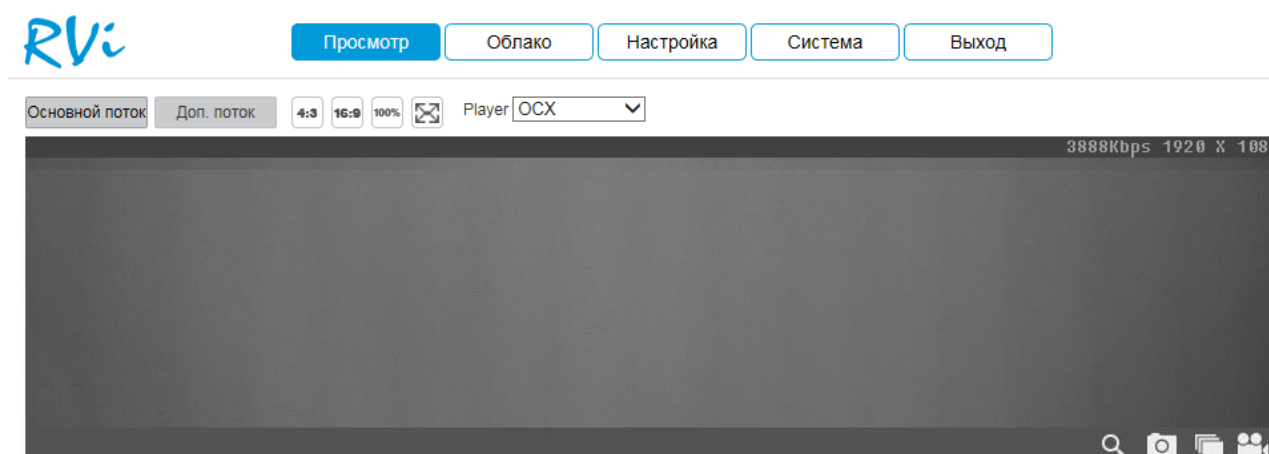 RVi
Просмотр Облако Настройка Система Выход
Основной поток Доп. поток 4:3 16:9 100% Player OCX
3888Kbps 1920 X 108